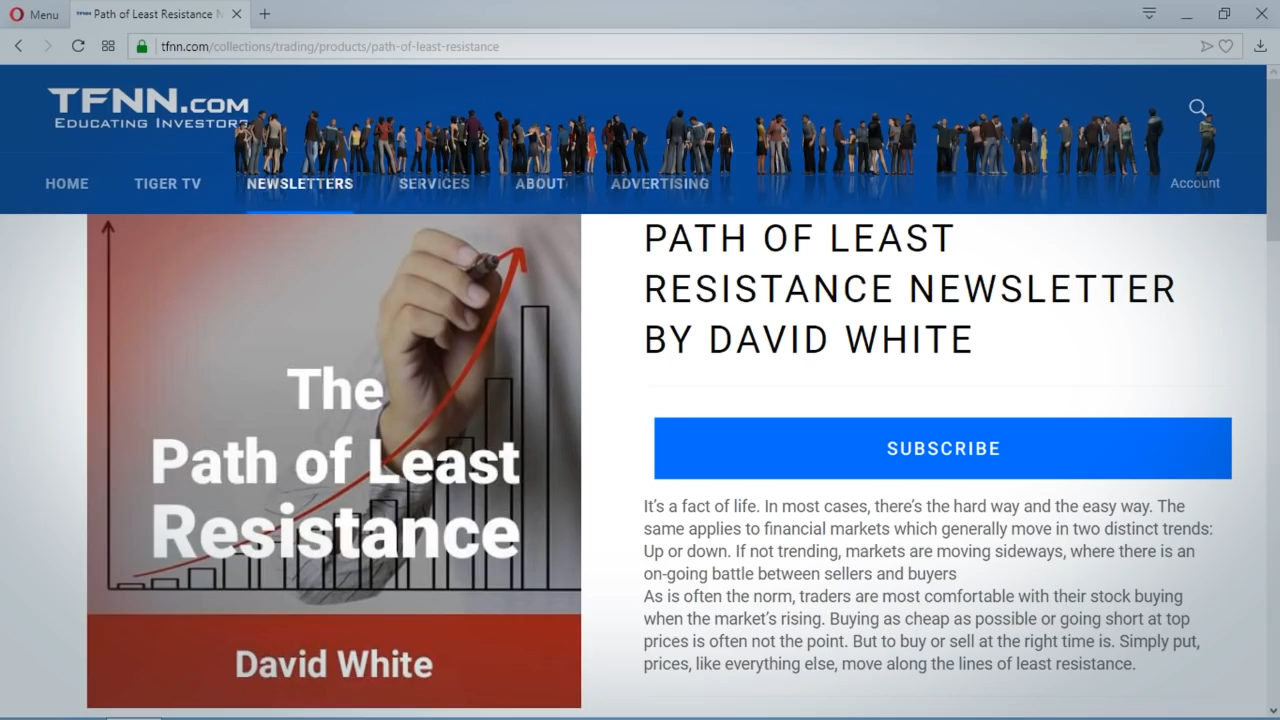 Menu
Path of Least Resistance N
tfnn.com/collections/trading/products/path-of-least-resistance
TFNN.COM
EDUCATING INVESTORS
HOME
TIGER TV
NEWSLETTERS
SERVICES
ABOUT
ADVERTISING
Account
The
Path of Least
Resistance
David White
PATH OF LEAST
RESISTANCE NEWSLETTER
BY DAVID WHITE
SUBSCRIBE
It's a fact of life. In most cases, there's the hard way and the easy way. The
same applies to financial markets which generally move in two distinct trends:
Up or down. If not trending, markets are moving sideways, where there is an
on-going battle between sellers and buyers
As is often the norm, traders are most comfortable with their stock buying
when the market's rising. Buying as cheap as possible or going short at top
prices is often not the point. But to buy or sell at the right time is. Simply put,
prices, like everything else, move along the lines of least resistance.